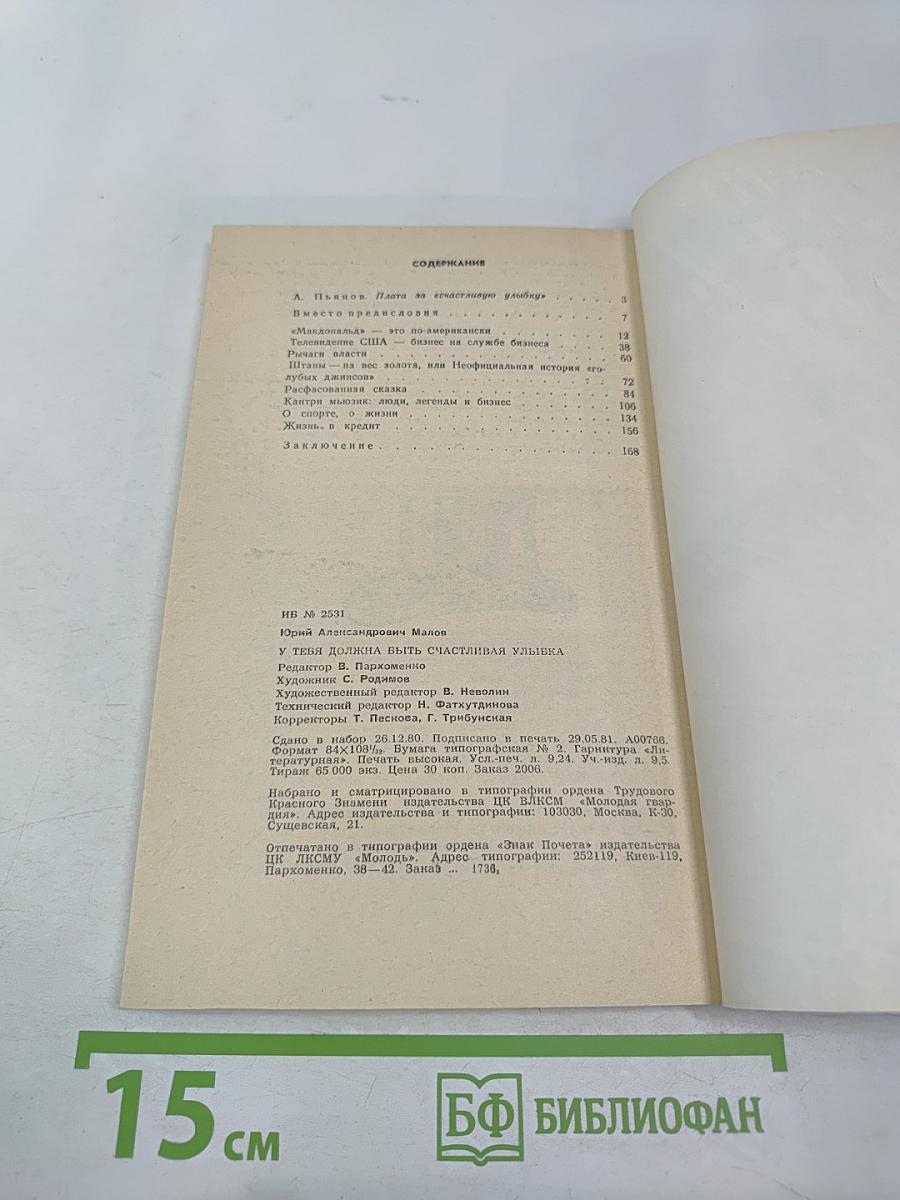 СОДЕРЖАНИЕ
А. Пьянов. Плата за «счастливую улыбку» . . . . . 3
Вместо предисловия . . . . . . . . . . . . 7
«Макдональд» — это по-американски . . . . . . . . 12
Телевидение США — бизнес на службе бизнеса . . . . 38
Рычаги власти . . . . . . . . . . . . . . 60
Штаны — на вес золота, или Неофициальная история «го-
лубых джинсов» . . . . . . . . . . . . . 72
Расфасованная сказка . . . . . . . . . . . . 84
Кантри мьюзик: люди, легенды и бизнес . . . . . . . 106
О спорте, о жизни . . . . . . . . . . . . . 134
Жизнь в кредит . . . . . . . . . . . . . . 156
Заключение . . . . . . . . . . . . . . 168
ИБ № 2531
Юрий Александрович Малов
У ТЕБЯ ДОЛЖНА БЫТЬ СЧАСТЛИВАЯ УЛЫБКА
Редактор В. Пархоменко
Художник С. Родимов
Художественный редактор В. Неволин
Технический редактор Н. Фатхутдинова
Корректоры Т. Пескова, Г. Трибунская
Сдано в набор 26.12.80. Подписано в печать 29.05.81. А00766.
Формат 84×108¹/₃₂. Бумага типографская № 2. Гарнитура «Ли-
тературная». Печать высокая. Усл.-печ. л. 9,24. Уч.-изд. л. 9,5.
Тираж 65 000 экз. Цена 30 коп. Заказ 2006.
Набрано и сматрицировано в типографии ордена Трудового
Красного Знамени издательства ЦК ВЛКСМ «Молодая гвар-
дия». Адрес издательства и типографии: 103030, Москва, К-30,
Сущевская, 21.
Отпечатано в типографии ордена «Знак Почета» издательства
ЦК ЛКСМУ «Молодь». Адрес типографии: 252119, Киев-119,
Пархоменко, 38—42. Заказ ... 1736.
15 см
БФ БИБЛИОФАН